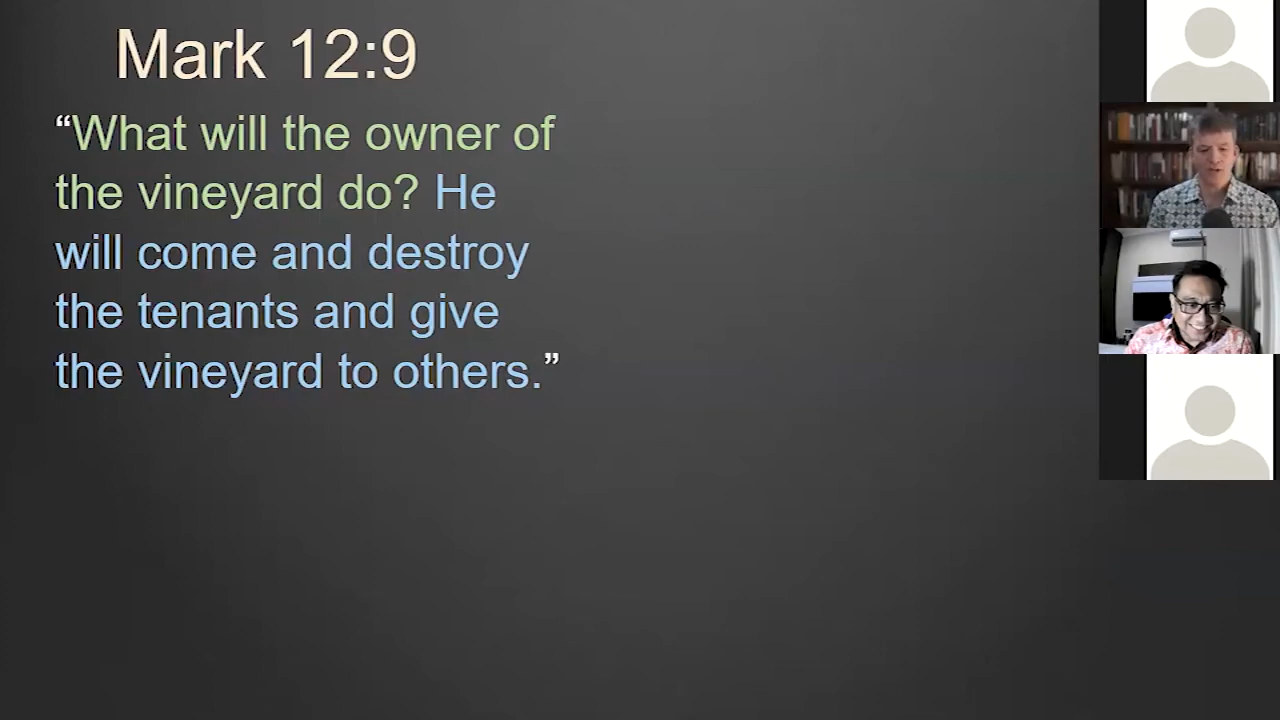 Mark 12:9
“What will the owner of
the vineyard do? He
will come and destroy
the tenants and give
the vineyard to others.”